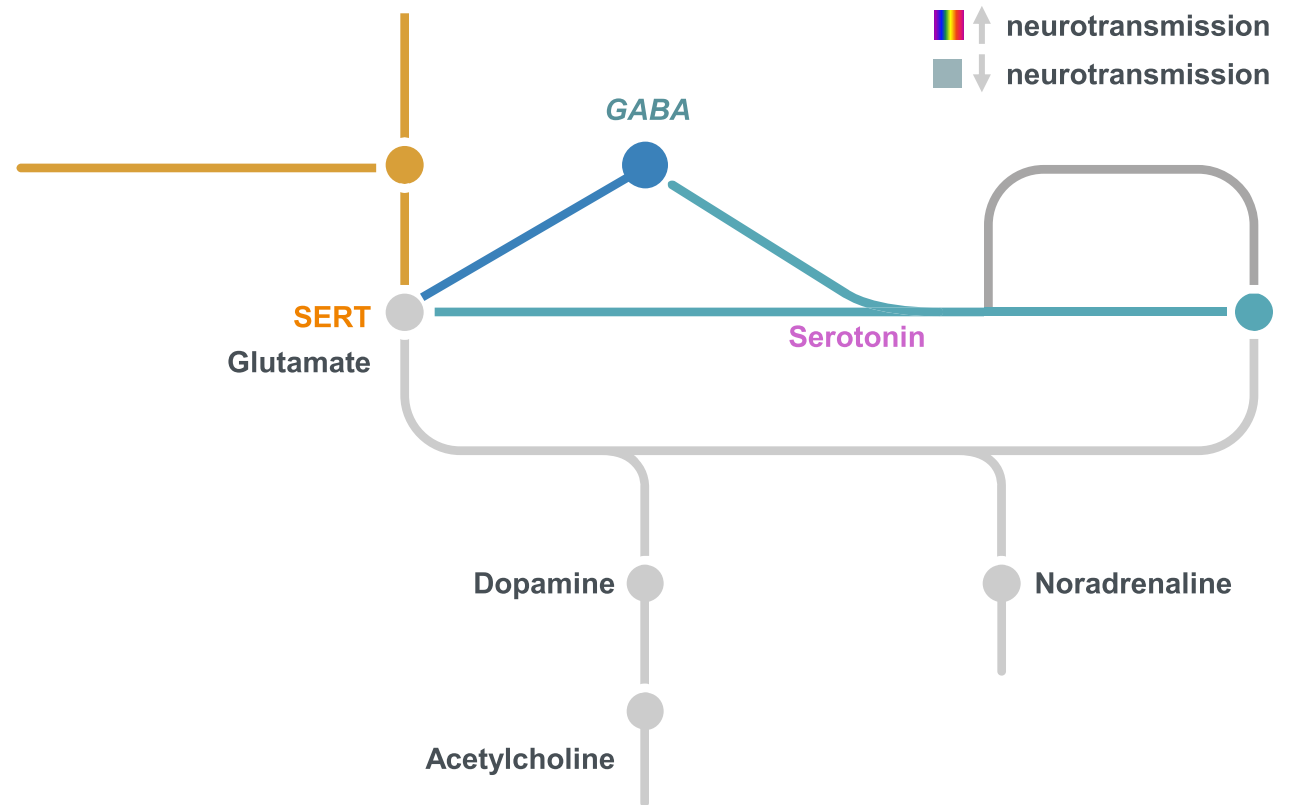 neurotransmission
neurotransmission
GABA
SERT
Serotonin
Glutamate
Dopamine
Noradrenaline
Acetylcholine